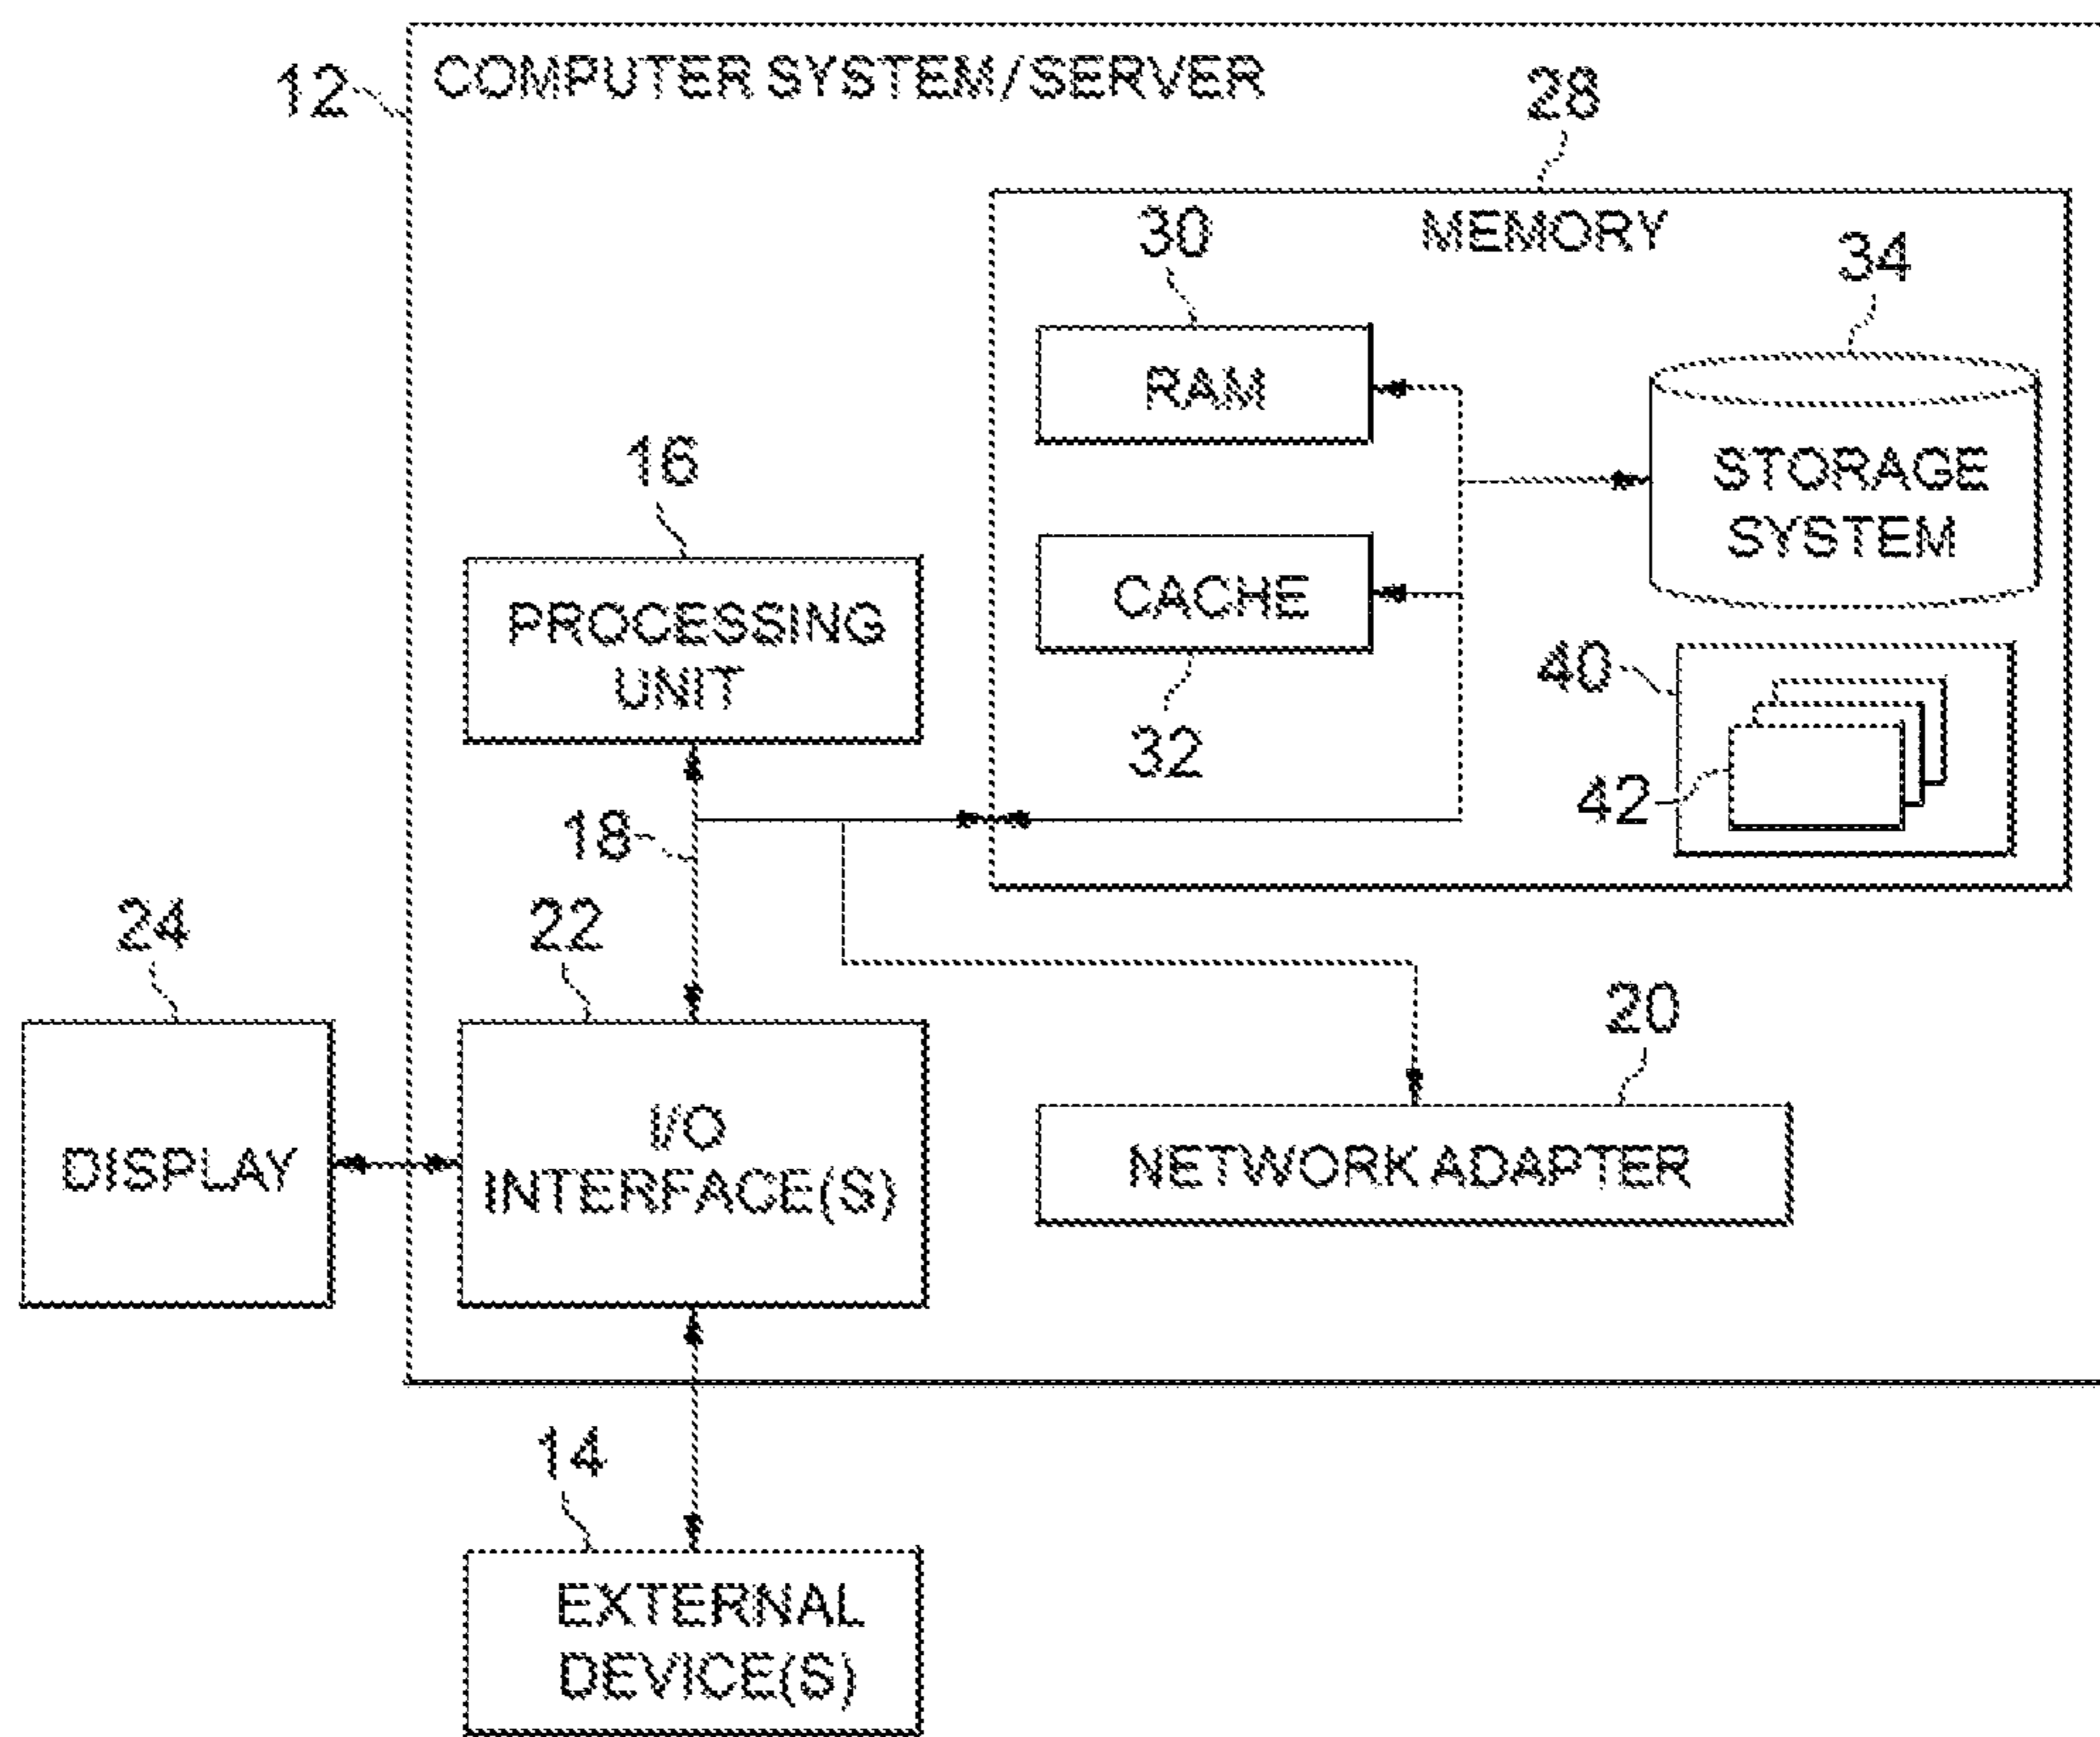 12
COMPUTER SYSTEM/SERVER
28
MEMORY
30
34
RAM
STORAGE
SYSTEM
16
PROCESSING
UNIT
CACHE
32
40
42
18
24
22
20
DISPLAY
I/O
INTERFACE(S)
NETWORK ADAPTER
14
EXTERNAL
DEVICE(S)